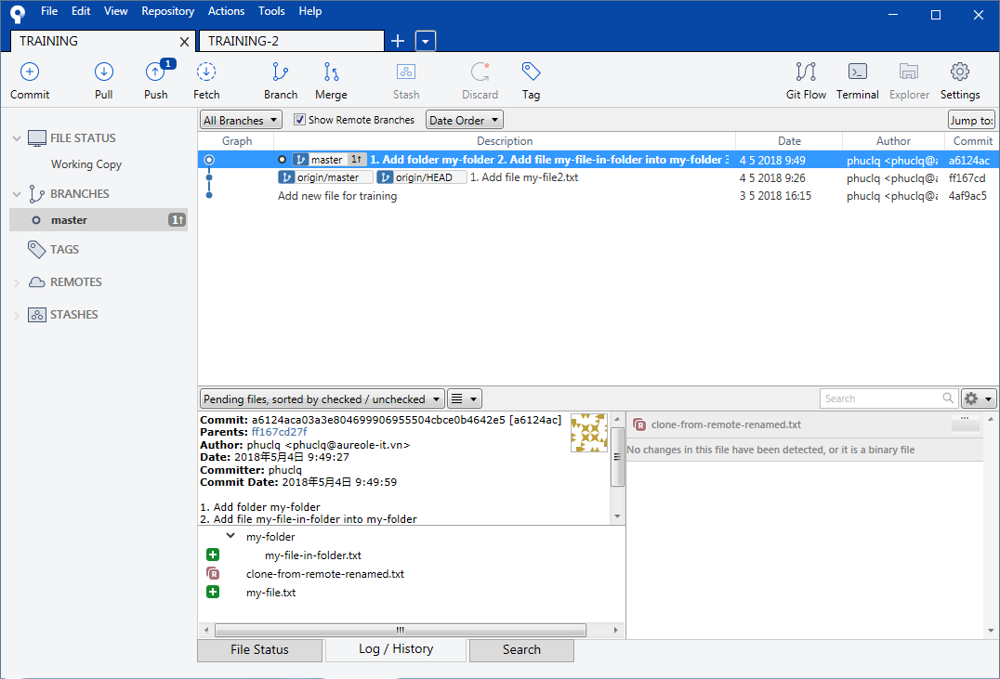 File Edit View Repository Actions Tools Help
TRAINING TRAINING-2
1
Commit Pull Push Fetch Branch Merge Stash Discard Tag Git Flow Terminal Explorer Settings
All Branches Show Remote Branches Date Order Jump to:
Graph Description Date Author Commit
master 1↑ 1. Add folder my-folder 2. Add file my-file-in-folder into my-folder 3 4 5 2018 9:49 phuclq <phuclq@a a6124ac
origin/master origin/HEAD 1. Add file my-file2.txt 4 5 2018 9:26 phuclq <phuclq@a ff167cd
Add new file for training 3 5 2018 16:15 phuclq <phuclq@a 4af9ac5
FILE STATUS
Working Copy
BRANCHES
master 1↑
TAGS
REMOTES
STASHES
Pending files, sorted by checked / unchecked Search
Commit: a6124aca03a3e804699906955504cbce0b4642e5 [a6124ac]
Parents: ff167cd27f
Author: phuclq <phuclq@aureole-it.vn>
Date: 2018年5月4日 9:49:27
Committer: phuclq
Commit Date: 2018年5月4日 9:49:59
1. Add folder my-folder
2. Add file my-file-in-folder into my-folder
my-folder
my-file-in-folder.txt
R clone-from-remote-renamed.txt
my-file.txt
R clone-from-remote-renamed.txt ...
No changes in this file have been detected, or it is a binary file
File Status Log / History Search